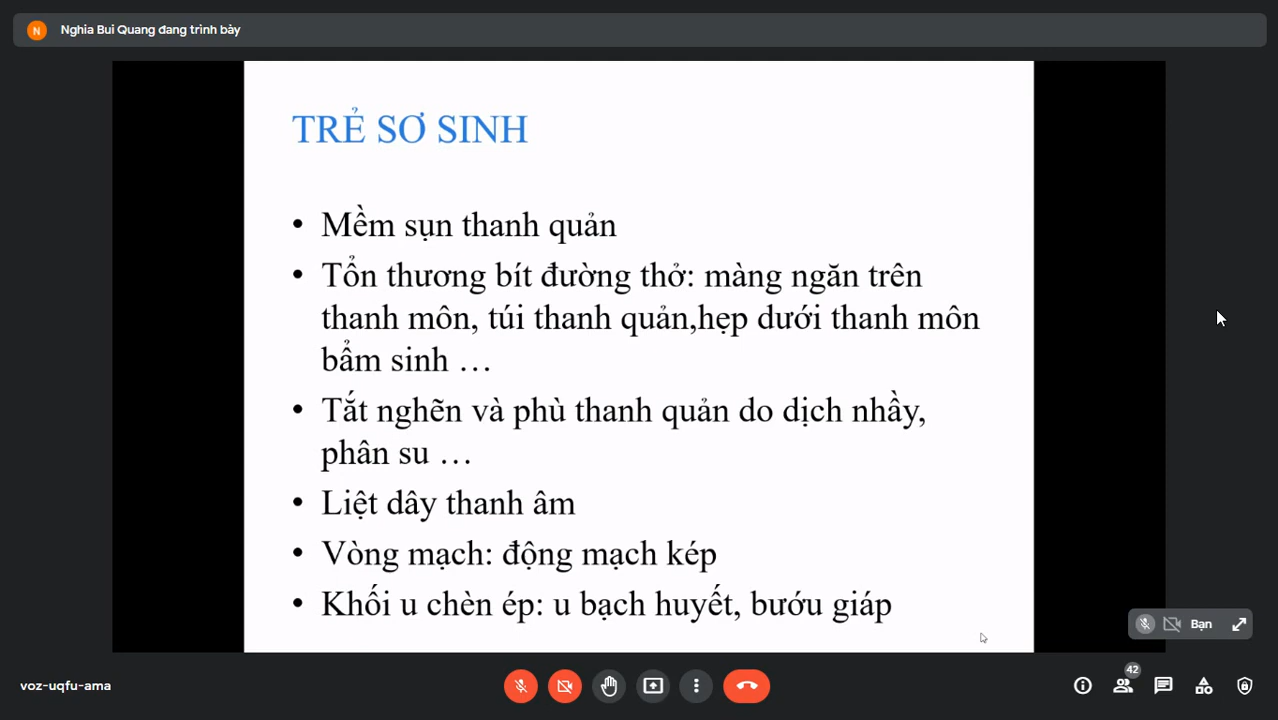 N
Nghia Bui Quang đang trình bày
TRẺ SƠ SINH
• Mềm sụn thanh quản
• Tổn thương bít đường thở: màng ngăn trên
thanh môn, túi thanh quản,hẹp dưới thanh môn
bẩm sinh …
• Tắt nghẽn và phù thanh quản do dịch nhầy,
phân su …
• Liệt dây thanh âm
• Vòng mạch: động mạch kép
• Khối u chèn ép: u bạch huyết, bướu giáp
Bạn
voz-uqfu-ama
42